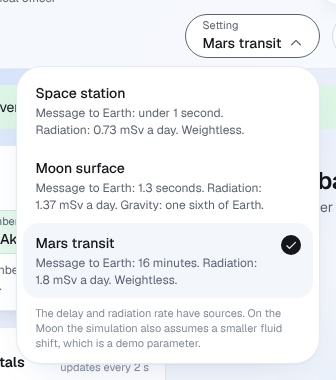 Setting
Mars transit
Space station
Message to Earth: under 1 second.
Radiation: 0.73 mSv a day. Weightless.
Moon surface
Message to Earth: 1.3 seconds. Radiation:
1.37 mSv a day. Gravity: one sixth of Earth.
Mars transit
Message to Earth: 16 minutes. Radiation:
1.8 mSv a day. Weightless.
The delay and radiation rate have sources. On the
Moon the simulation also assumes a smaller fluid
shift, which is a demo parameter.
updates every 2 s